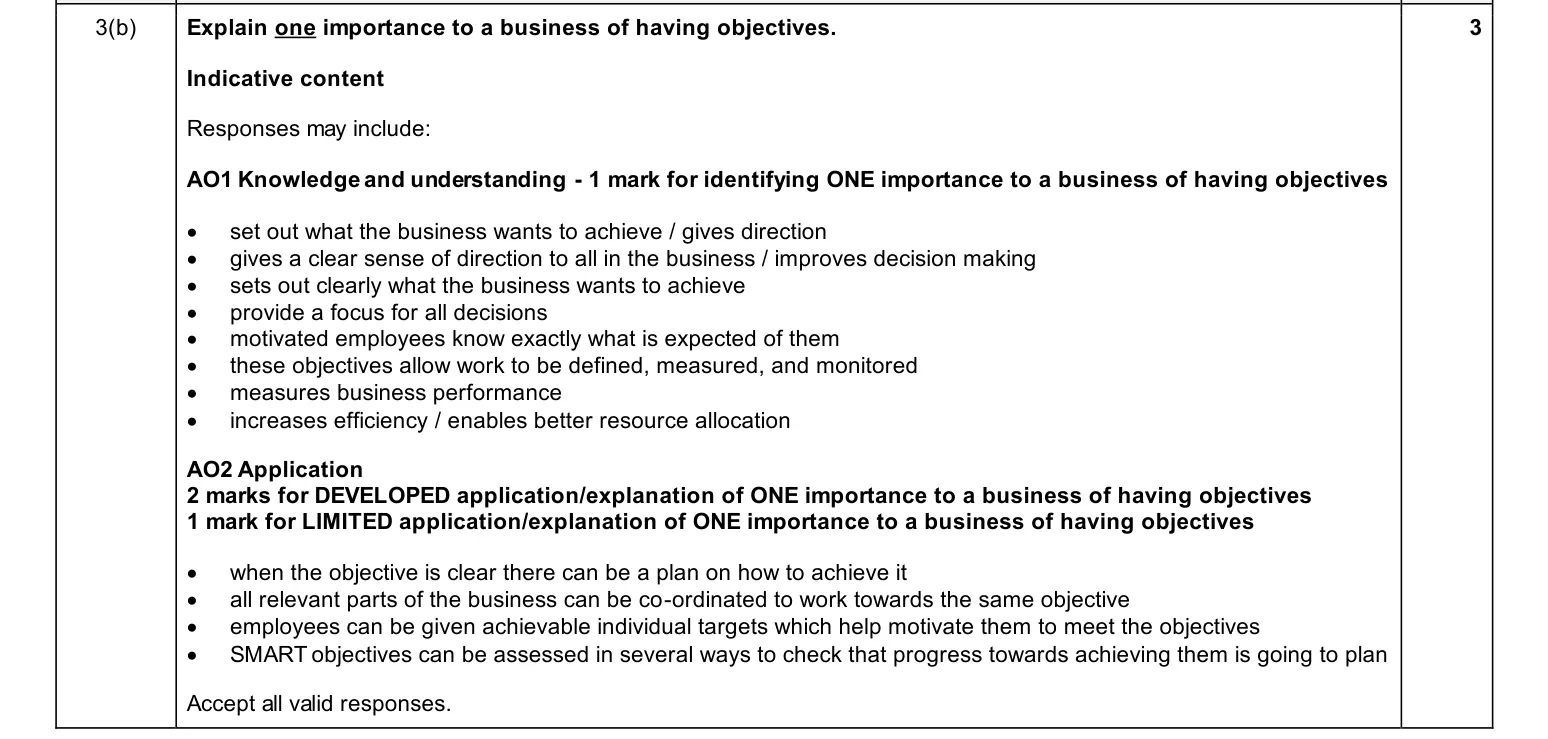 3(b) Explain one importance to a business of having objectives. 3
Indicative content
Responses may include:
AO1 Knowledge and understanding - 1 mark for identifying ONE importance to a business of having objectives
• set out what the business wants to achieve / gives direction
• gives a clear sense of direction to all in the business / improves decision making
• sets out clearly what the business wants to achieve
• provide a focus for all decisions
• motivated employees know exactly what is expected of them
• these objectives allow work to be defined, measured, and monitored
• measures business performance
• increases efficiency / enables better resource allocation
AO2 Application
2 marks for DEVELOPED application/explanation of ONE importance to a business of having objectives
1 mark for LIMITED application/explanation of ONE importance to a business of having objectives
• when the objective is clear there can be a plan on how to achieve it
• all relevant parts of the business can be co-ordinated to work towards the same objective
• employees can be given achievable individual targets which help motivate them to meet the objectives
• SMART objectives can be assessed in several ways to check that progress towards achieving them is going to plan
Accept all valid responses.